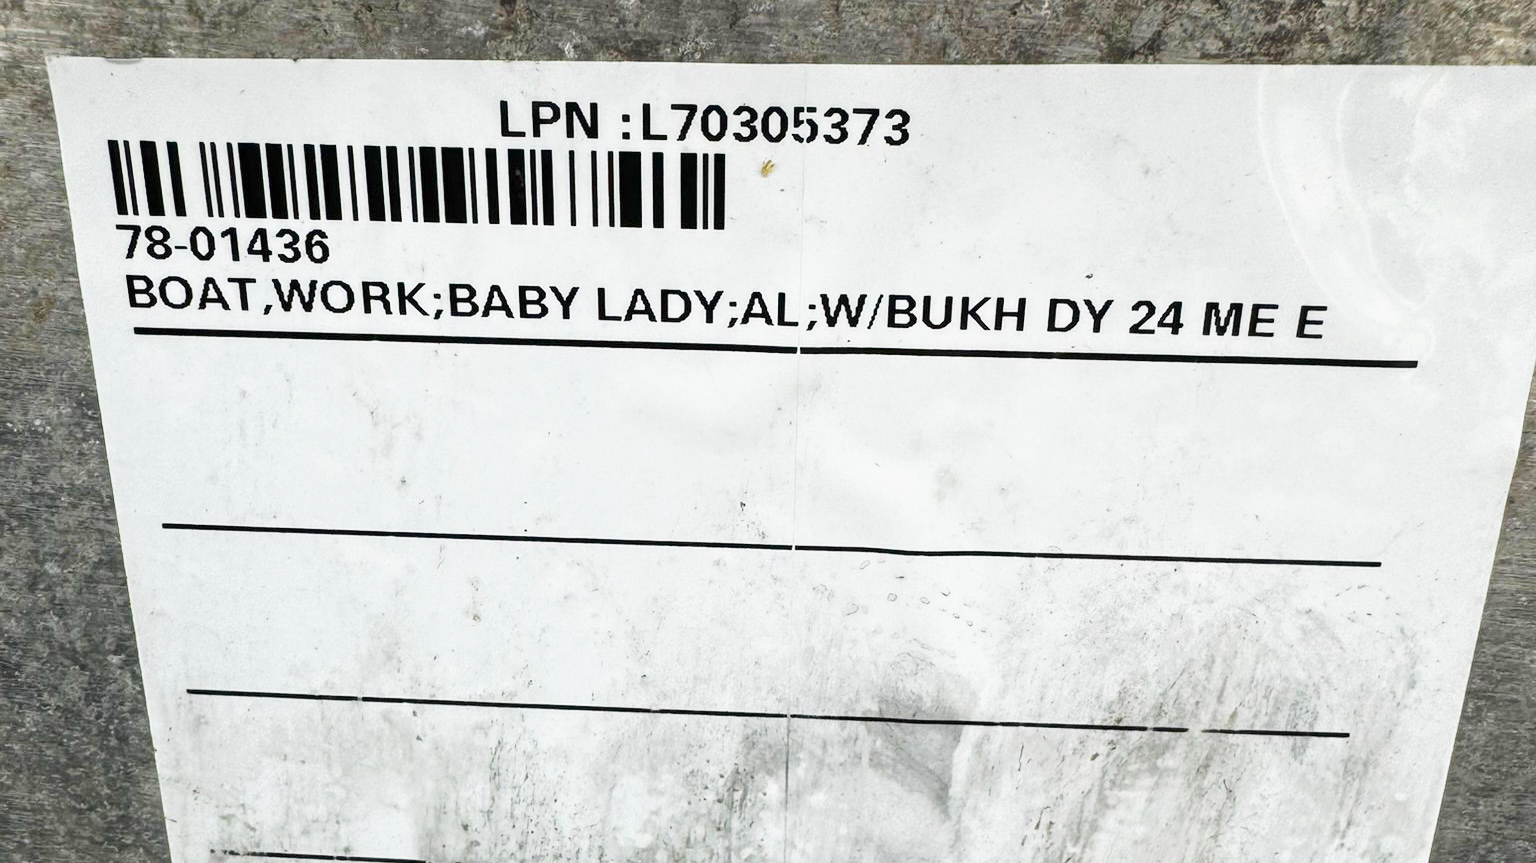 LPN :L70305373
78-01436
BOAT,WORK;BABY LADY;AL;W/BUKH DY 24 ME E